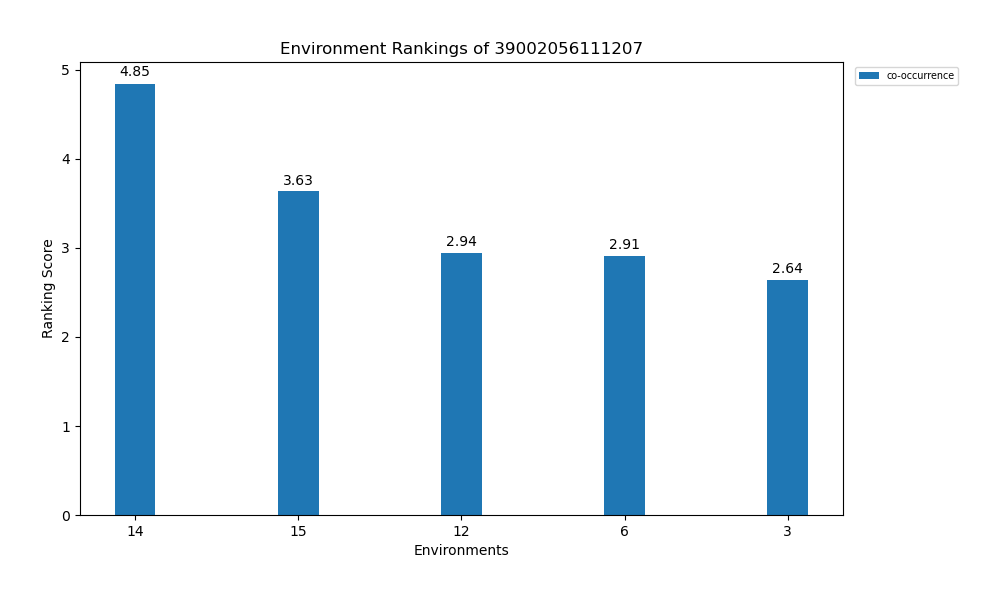 Environment Rankings of 39002056111207
co-occurrence
Ranking Score
5
4
3
2
1
0
4.85
3.63
2.94
2.91
2.64
14 15 12 6 3
Environments